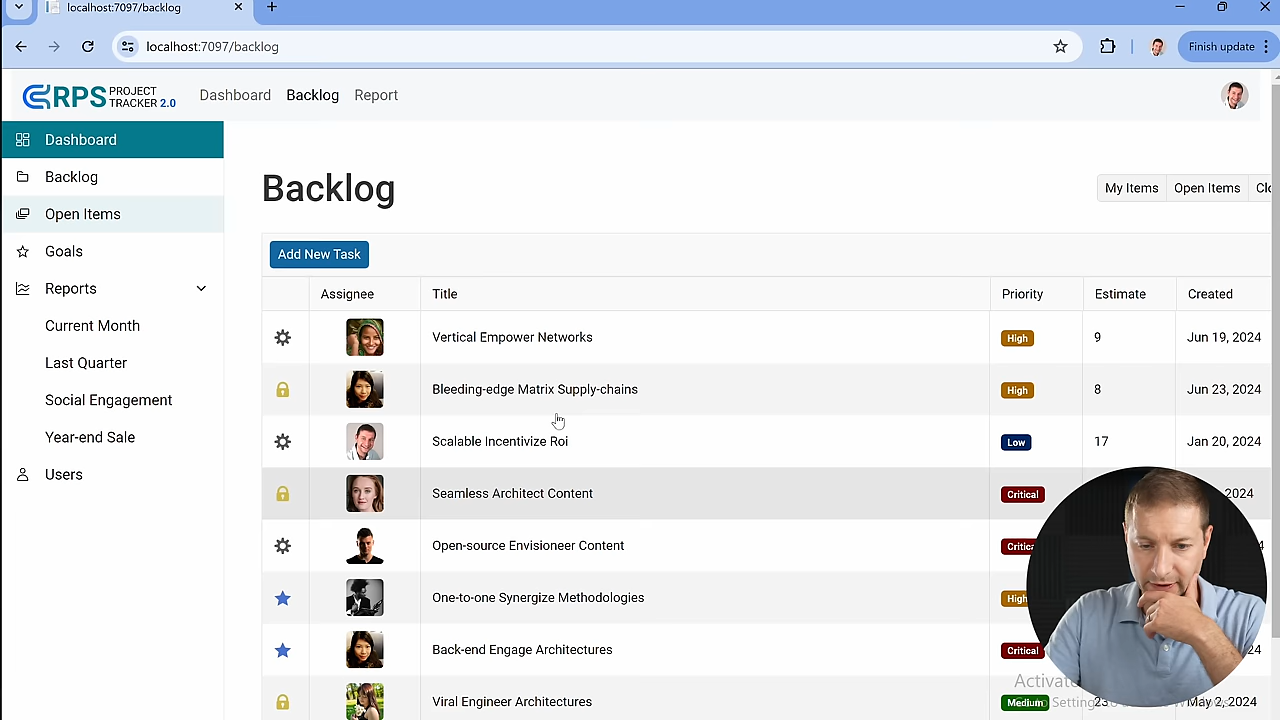 localhost:7097/backlog
localhost:7097/backlog
Finish update
RPS PROJECT TRACKER 2.0
Dashboard Backlog Report
Dashboard
Backlog
Open Items
Goals
Reports
Current Month
Last Quarter
Social Engagement
Year-end Sale
Users
Backlog
My Items Open Items Clo
Add New Task
Assignee Title Priority Estimate Created
Vertical Empower Networks High 9 Jun 19, 2024
Bleeding-edge Matrix Supply-chains High 8 Jun 23, 2024
Scalable Incentivize Roi Low 17 Jan 20, 2024
Seamless Architect Content Critical 2024
Open-source Envisioneer Content Critica
One-to-one Synergize Methodologies High
Back-end Engage Architectures Critical
Viral Engineer Architectures Medium 23 May 2, 2024